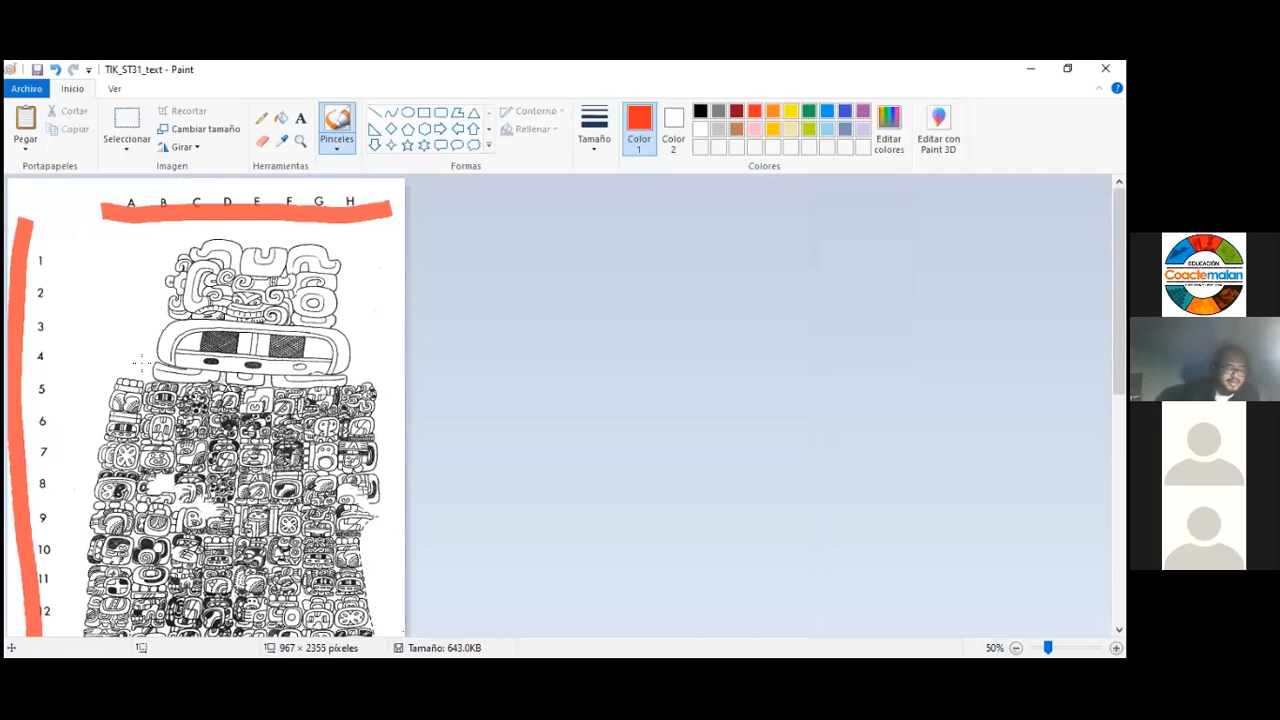 TIK_ST31_text - Paint
Archivo Inicio Ver
Pegar
Cortar
Copiar
Portapapeles
Seleccionar
Recortar
Cambiar tamaño
Girar
Imagen
A
Herramientas
Pinceles
Contorno
Rellenar
Formas
Tamaño
Color 1
Color 2
Editar colores
Editar con Paint 3D
Colores
A B C D E F G H
1
2
3
4
5
6
7
8
9
10
11
12
EDUCACIÓN
Coactemalan
967 × 2355 píxeles
Tamaño: 643.0KB
50%